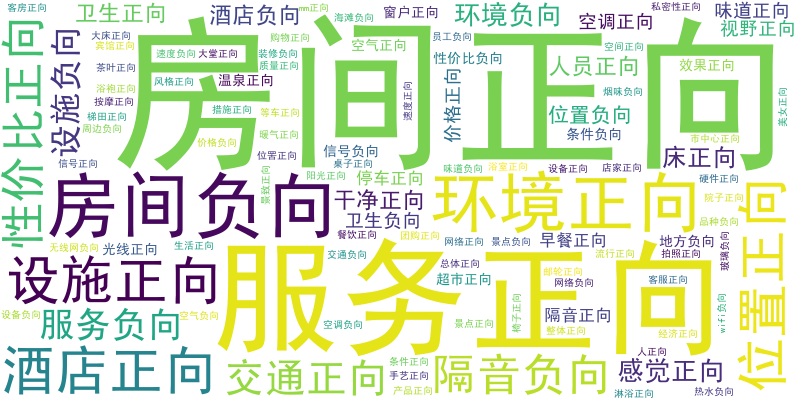 客房正向
卫生正向
酒店负向
mm正向
海滩负向
窗户正向
环境负向
空调正向
私密性正向
味道正向
视野正向
大床正向
宾馆正向
购物正向
员工负向
空间正向
速度负向
大堂正向
装修负向
空气正向
性价比负向
人员正向
效果正向
茶叶正向
风格正向
温泉正向
质量正向
房间正向
性价比正向
设施负向
浴袍正向
按摩正向
措施正向
速度正向
价格正向
烟味负向
美女正向
梯田正向
周边负向
等车正向
位置负向
条件负向
价格负向
暖气正向
信号负向
市中心正向
信号正向
位置正向
桌子正向
床正向
店家正向
景致正向
阳光正向
停车正向
味道负向
浴室正向
设备正向
硬件正向
房间负向
干净正向
环境正向
院子正向
卫生负向
品种负向
位置正向
无线网负向
光线正向
生活正向
餐饮正向
团购正向
网络正向
景点负向
早餐正向
地方负向
玻璃负向
交通负向
总体正向
邮轮正向
流行正向
拍照正向
设施正向
服务正向
超市正向
网络负向
客服正向
设备负向
空气负向
服务负向
空调负向
景点正向
椅子正向
隔音正向
整体正向
经济正向
wifi负向
人正向
酒店正向
交通正向
条件正向
手艺正向
产品正向
隔音负向
感觉正向
淋浴正向
热水负向